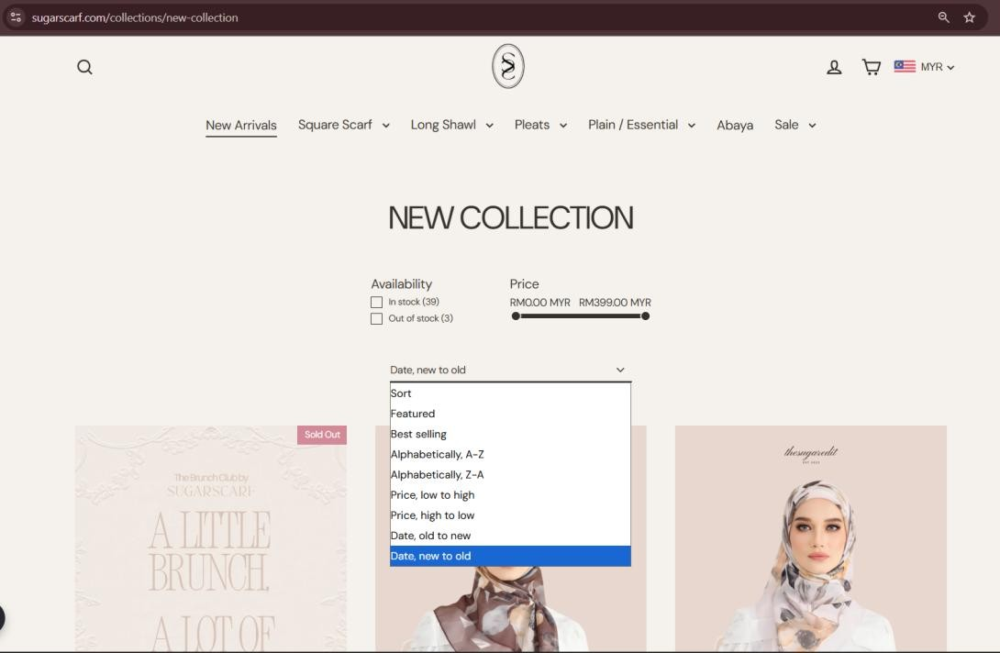 sugarscarf.com/collections/new-collection
MYR
New Arrivals Square Scarf Long Shawl Pleats Plain / Essential Abaya Sale
NEW COLLECTION
Availability
In stock (39)
Out of stock (3)
Price
RM0.00 MYR RM399.00 MYR
Date, new to old
Sort
Featured
Best selling
Alphabetically, A-Z
Alphabetically, Z-A
Price, low to high
Price, high to low
Date, old to new
Date, new to old
Sold Out
The Brunch Club by
SUGARSCARF
A LITTLE
BRUNCH,
A LOT OF
thesugaredit